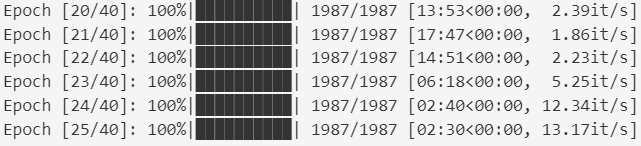 Epoch [20/40]: 100%|██████████| 1987/1987 [13:53<00:00,  2.39it/s]
Epoch [21/40]: 100%|██████████| 1987/1987 [17:47<00:00,  1.86it/s]
Epoch [22/40]: 100%|██████████| 1987/1987 [14:51<00:00,  2.23it/s]
Epoch [23/40]: 100%|██████████| 1987/1987 [06:18<00:00,  5.25it/s]
Epoch [24/40]: 100%|██████████| 1987/1987 [02:40<00:00, 12.34it/s]
Epoch [25/40]: 100%|██████████| 1987/1987 [02:30<00:00, 13.17it/s]